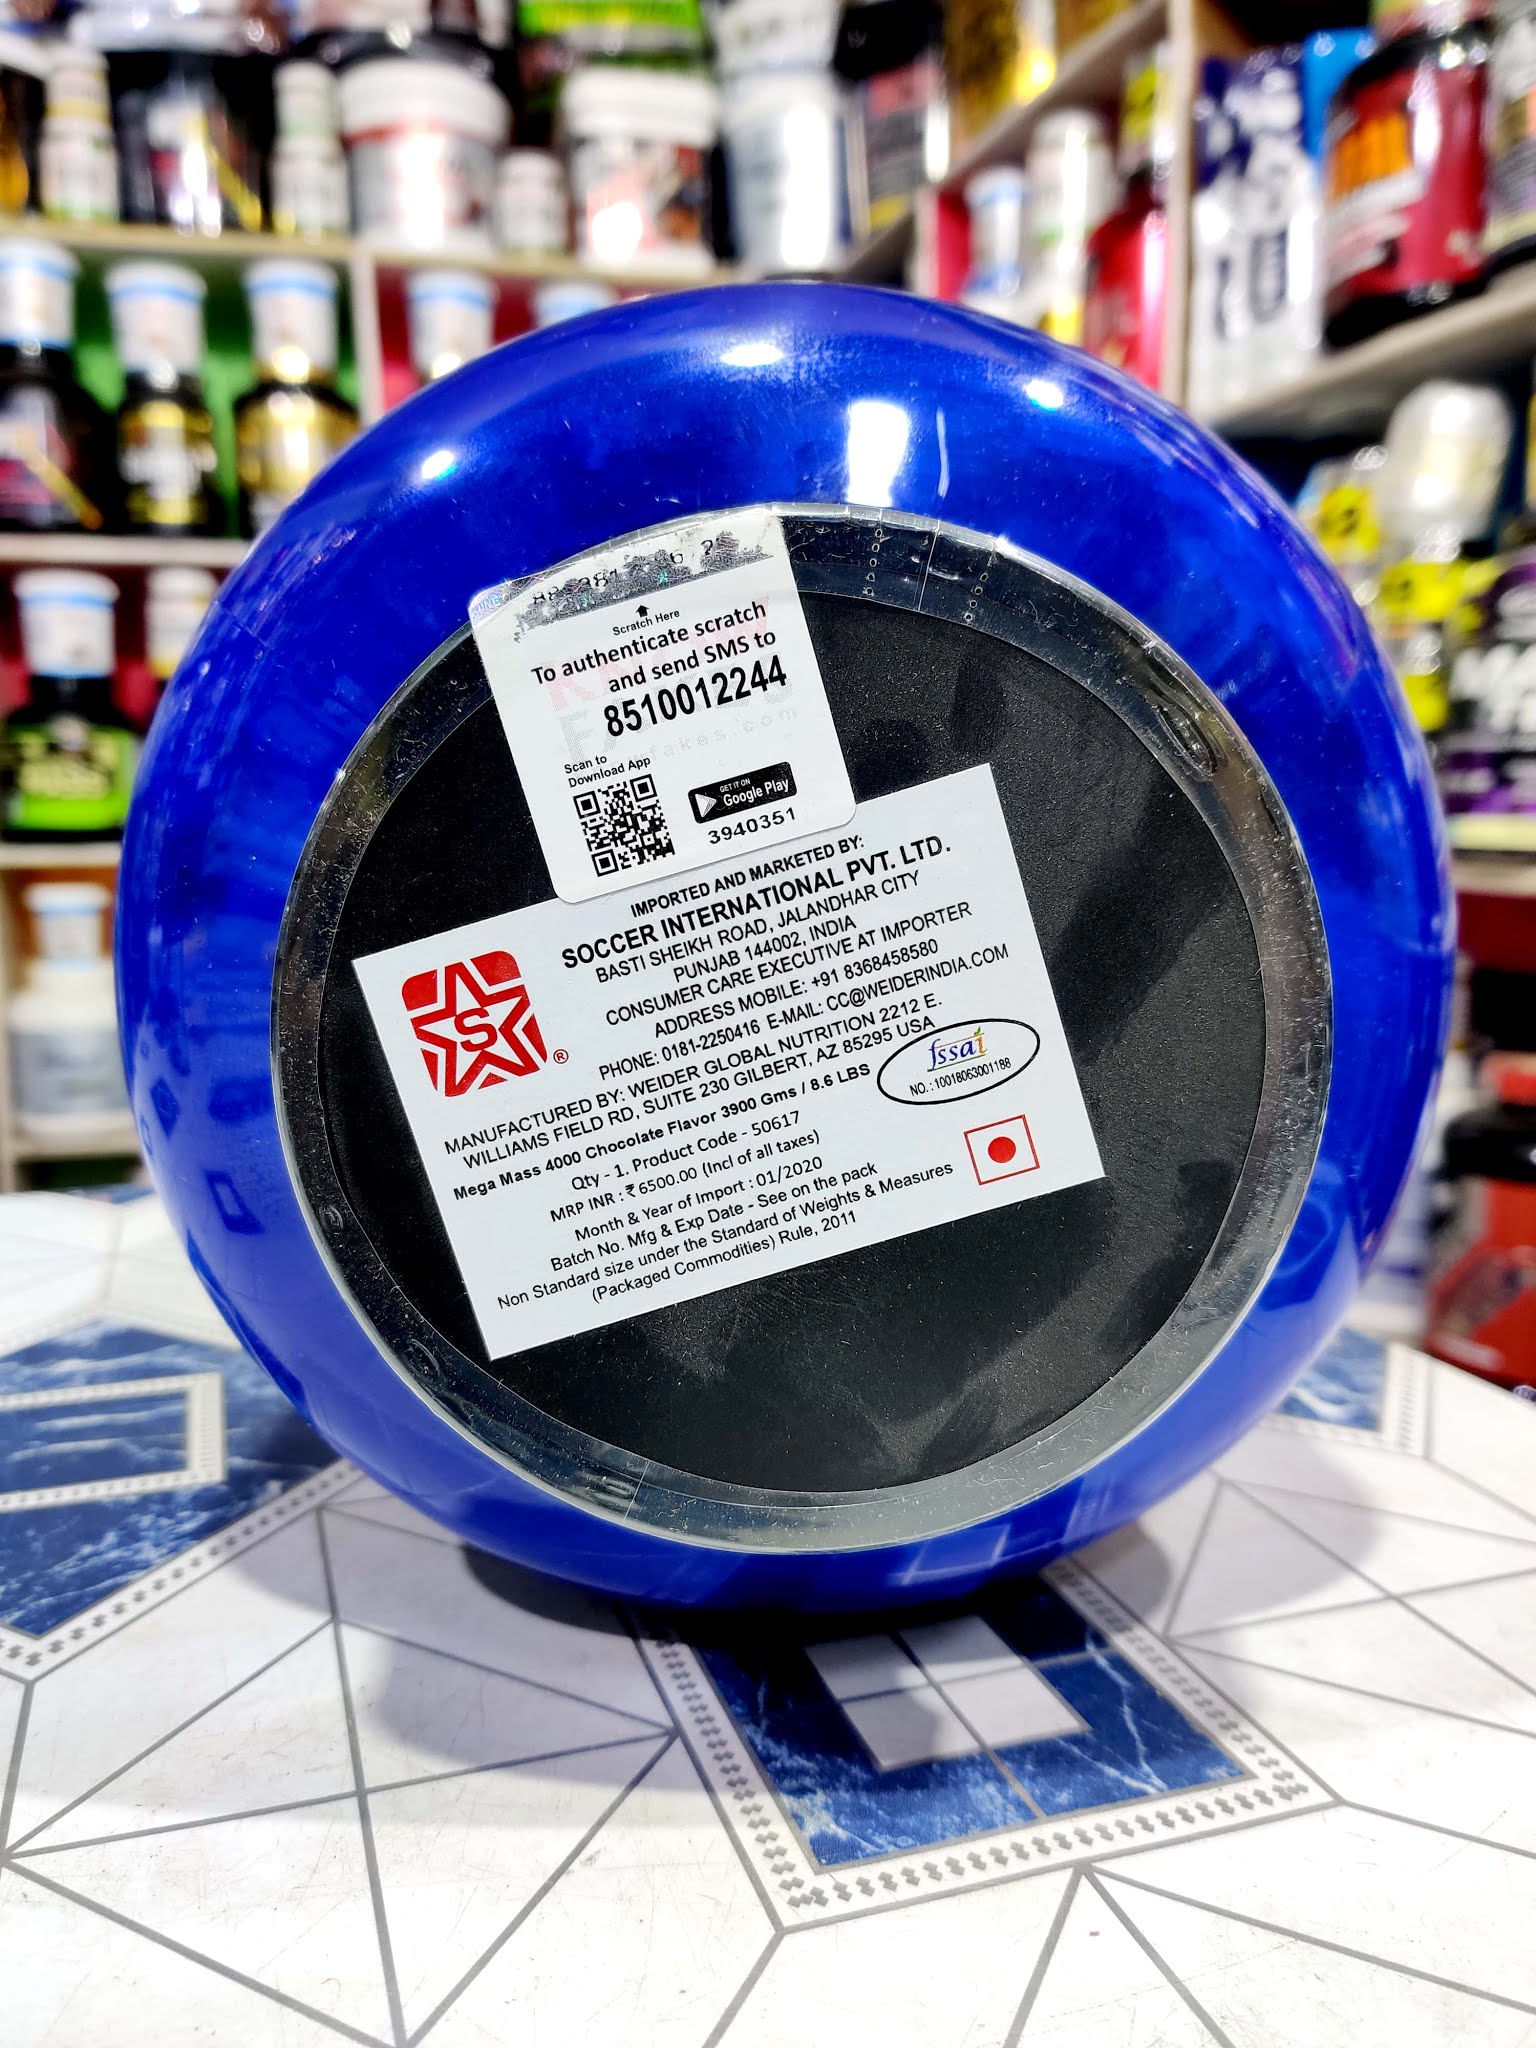 Scratch Here
To authenticate scratch
and send SMS to
8510012244
Scan to
Download App
GET IT ON
Google Play
3940351
IMPORTED AND MARKETED BY:
SOCCER INTERNATIONAL PVT. LTD.
BASTI SHEIKH ROAD, JALANDHAR CITY
PUNJAB 144002, INDIA
CONSUMER CARE EXECUTIVE AT IMPORTER
ADDRESS MOBILE: +91 8368458580
PHONE: 0181-2250416 E-MAIL: CC@WEIDERINDIA.COM
MANUFACTURED BY: WEIDER GLOBAL NUTRITION 2212 E.
WILLIAMS FIELD RD, SUITE 230 GILBERT, AZ 85295 USA
Mega Mass 4000 Chocolate Flavor 3900 Gms / 8.6 LBS
Qty - 1. Product Code - 50617
MRP INR : ₹ 6500.00 (Incl of all taxes)
Month & Year of Import : 01/2020
Batch No. Mfg & Exp Date - See on the pack
Non Standard size under the Standard of Weights & Measures
(Packaged Commodities) Rule, 2011
S
®
fssai
NO. : 10018063001188